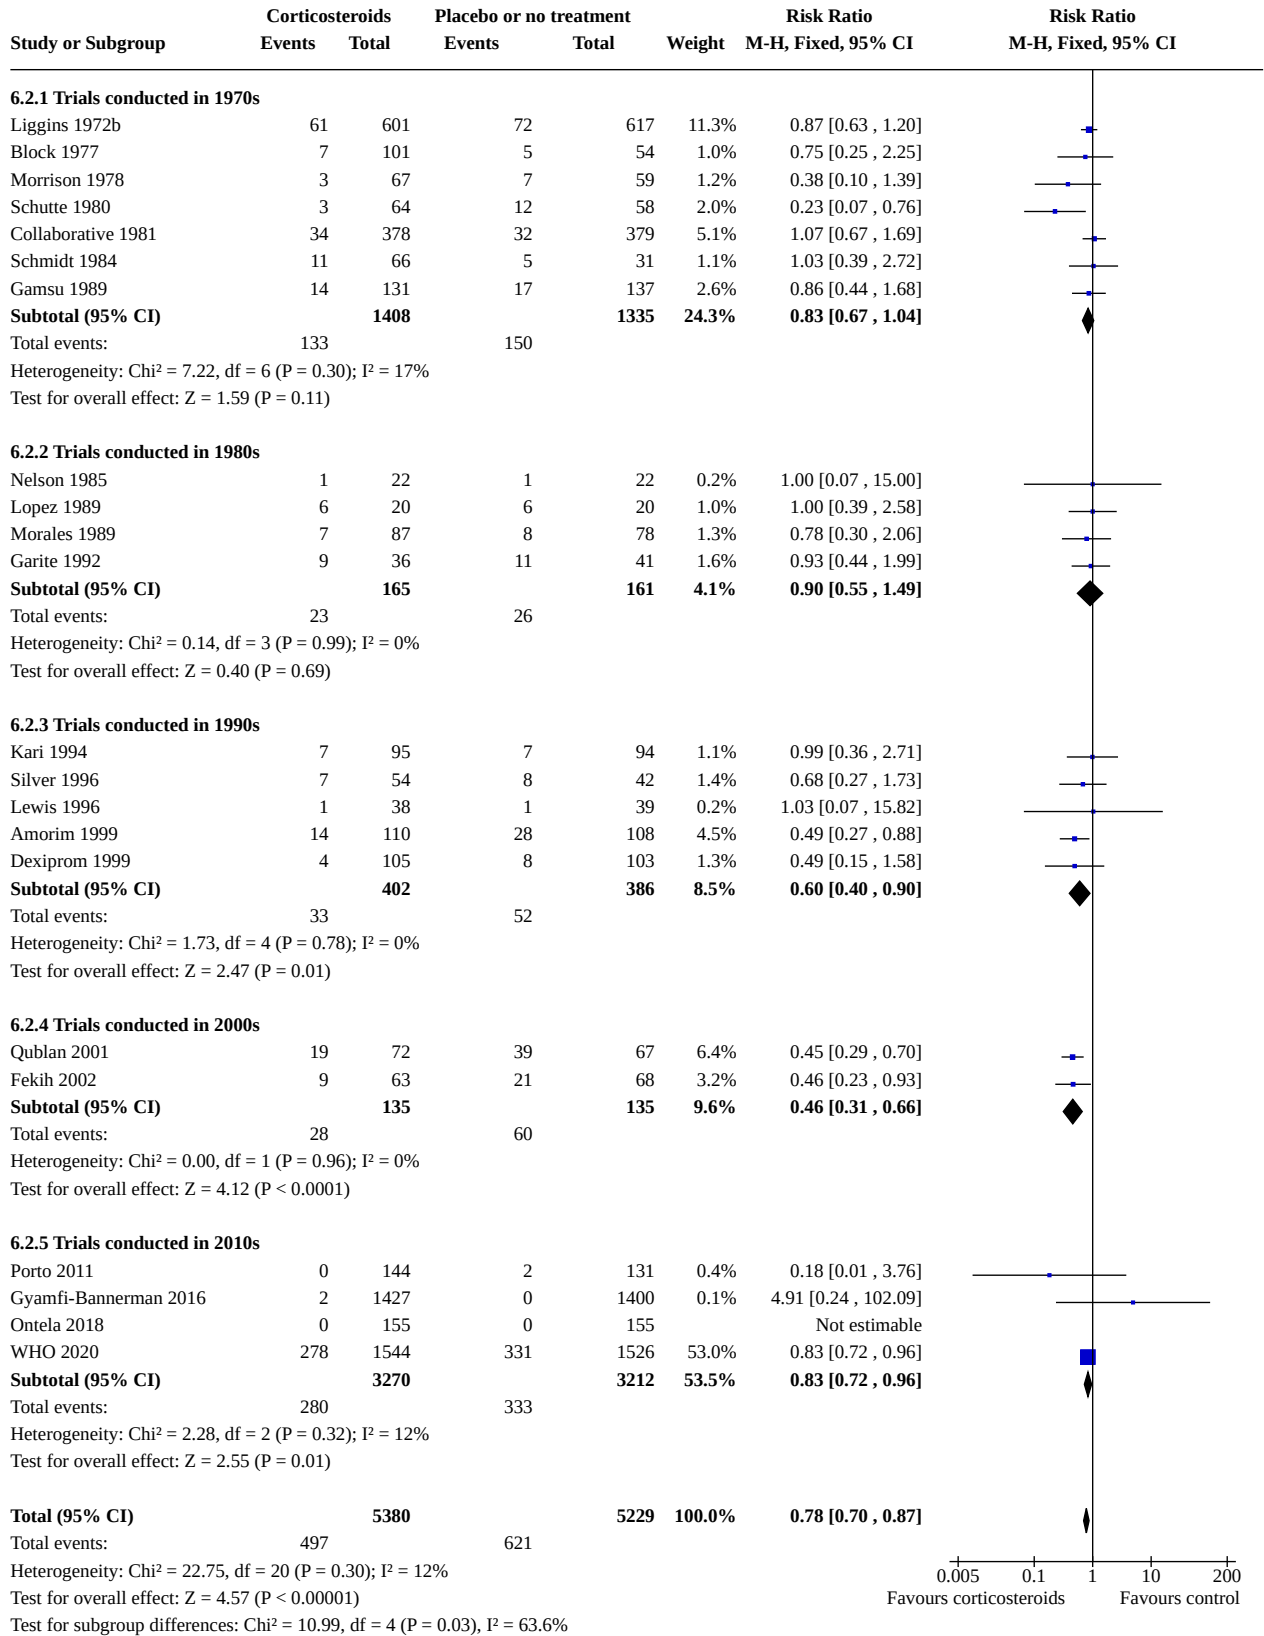 Corticosteroids Placebo or no treatment Risk Ratio Risk Ratio
Study or Subgroup Events Total Events Total Weight M-H, Fixed, 95% CI M-H, Fixed, 95% CI
6.2.1 Trials conducted in 1970s
Liggins 1972b 61 601 72 617 11.3% 0.87 [0.63 , 1.20]
Block 1977 7 101 5 54 1.0% 0.75 [0.25 , 2.25]
Morrison 1978 3 67 7 59 1.2% 0.38 [0.10 , 1.39]
Schutte 1980 3 64 12 58 2.0% 0.23 [0.07 , 0.76]
Collaborative 1981 34 378 32 379 5.1% 1.07 [0.67 , 1.69]
Schmidt 1984 11 66 5 31 1.1% 1.03 [0.39 , 2.72]
Gamsu 1989 14 131 17 137 2.6% 0.86 [0.44 , 1.68]
Subtotal (95% CI) 1408 1335 24.3% 0.83 [0.67 , 1.04]
Total events: 133 150
Heterogeneity: Chi² = 7.22, df = 6 (P = 0.30); I² = 17%
Test for overall effect: Z = 1.59 (P = 0.11)
6.2.2 Trials conducted in 1980s
Nelson 1985 1 22 1 22 0.2% 1.00 [0.07 , 15.00]
Lopez 1989 6 20 6 20 1.0% 1.00 [0.39 , 2.58]
Morales 1989 7 87 8 78 1.3% 0.78 [0.30 , 2.06]
Garite 1992 9 36 11 41 1.6% 0.93 [0.44 , 1.99]
Subtotal (95% CI) 165 161 4.1% 0.90 [0.55 , 1.49]
Total events: 23 26
Heterogeneity: Chi² = 0.14, df = 3 (P = 0.99); I² = 0%
Test for overall effect: Z = 0.40 (P = 0.69)
6.2.3 Trials conducted in 1990s
Kari 1994 7 95 7 94 1.1% 0.99 [0.36 , 2.71]
Silver 1996 7 54 8 42 1.4% 0.68 [0.27 , 1.73]
Lewis 1996 1 38 1 39 0.2% 1.03 [0.07 , 15.82]
Amorim 1999 14 110 28 108 4.5% 0.49 [0.27 , 0.88]
Dexiprom 1999 4 105 8 103 1.3% 0.49 [0.15 , 1.58]
Subtotal (95% CI) 402 386 8.5% 0.60 [0.40 , 0.90]
Total events: 33 52
Heterogeneity: Chi² = 1.73, df = 4 (P = 0.78); I² = 0%
Test for overall effect: Z = 2.47 (P = 0.01)
6.2.4 Trials conducted in 2000s
Qublan 2001 19 72 39 67 6.4% 0.45 [0.29 , 0.70]
Fekih 2002 9 63 21 68 3.2% 0.46 [0.23 , 0.93]
Subtotal (95% CI) 135 135 9.6% 0.46 [0.31 , 0.66]
Total events: 28 60
Heterogeneity: Chi² = 0.00, df = 1 (P = 0.96); I² = 0%
Test for overall effect: Z = 4.12 (P < 0.0001)
6.2.5 Trials conducted in 2010s
Porto 2011 0 144 2 131 0.4% 0.18 [0.01 , 3.76]
Gyamfi-Bannerman 2016 2 1427 0 1400 0.1% 4.91 [0.24 , 102.09]
Ontela 2018 0 155 0 155 Not estimable
WHO 2020 278 1544 331 1526 53.0% 0.83 [0.72 , 0.96]
Subtotal (95% CI) 3270 3212 53.5% 0.83 [0.72 , 0.96]
Total events: 280 333
Heterogeneity: Chi² = 2.28, df = 2 (P = 0.32); I² = 12%
Test for overall effect: Z = 2.55 (P = 0.01)
Total (95% CI) 5380 5229 100.0% 0.78 [0.70 , 0.87]
Total events: 497 621
Heterogeneity: Chi² = 22.75, df = 20 (P = 0.30); I² = 12%
0.005 0.1 1 10 200
Test for overall effect: Z = 4.57 (P < 0.00001) Favours corticosteroids Favours control
Test for subgroup differences: Chi² = 10.99, df = 4 (P = 0.03), I² = 63.6%